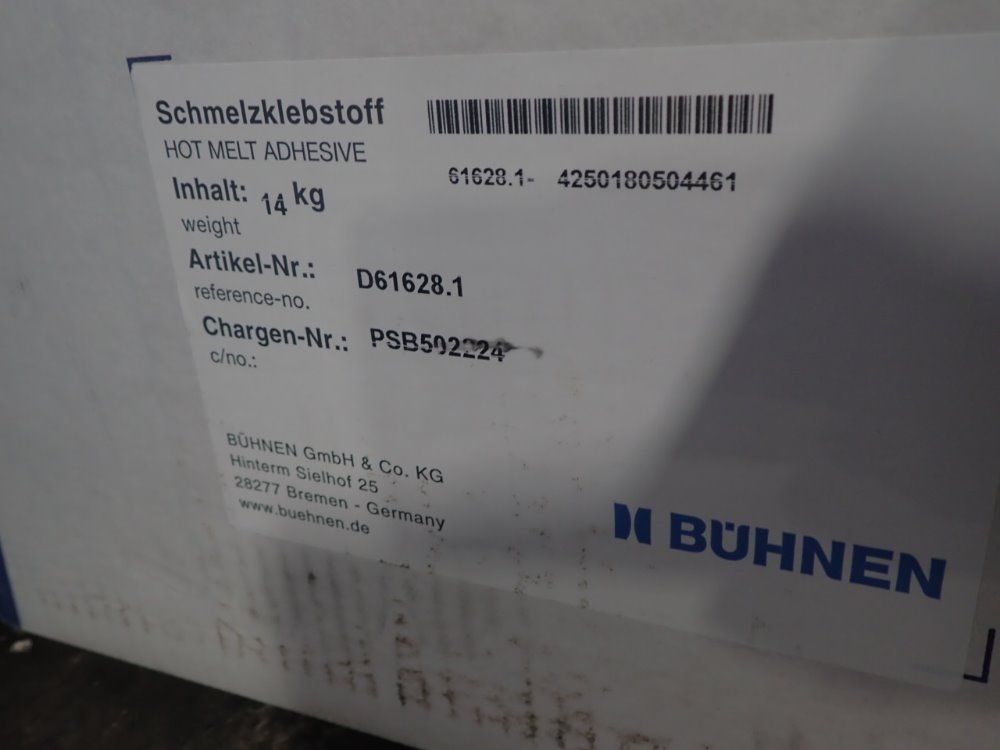 Schmelzklebstoff
HOT MELT ADHESIVE
61628.1- 4250180504461
Inhalt: 14 kg
weight
Artikel-Nr.: D61628.1
reference-no.
Chargen-Nr.: PSB502224
c/no.:
BÜHNEN GmbH & Co. KG
Hinterm Sielhof 25
28277 Bremen - Germany
www.buehnen.de
BÜHNEN